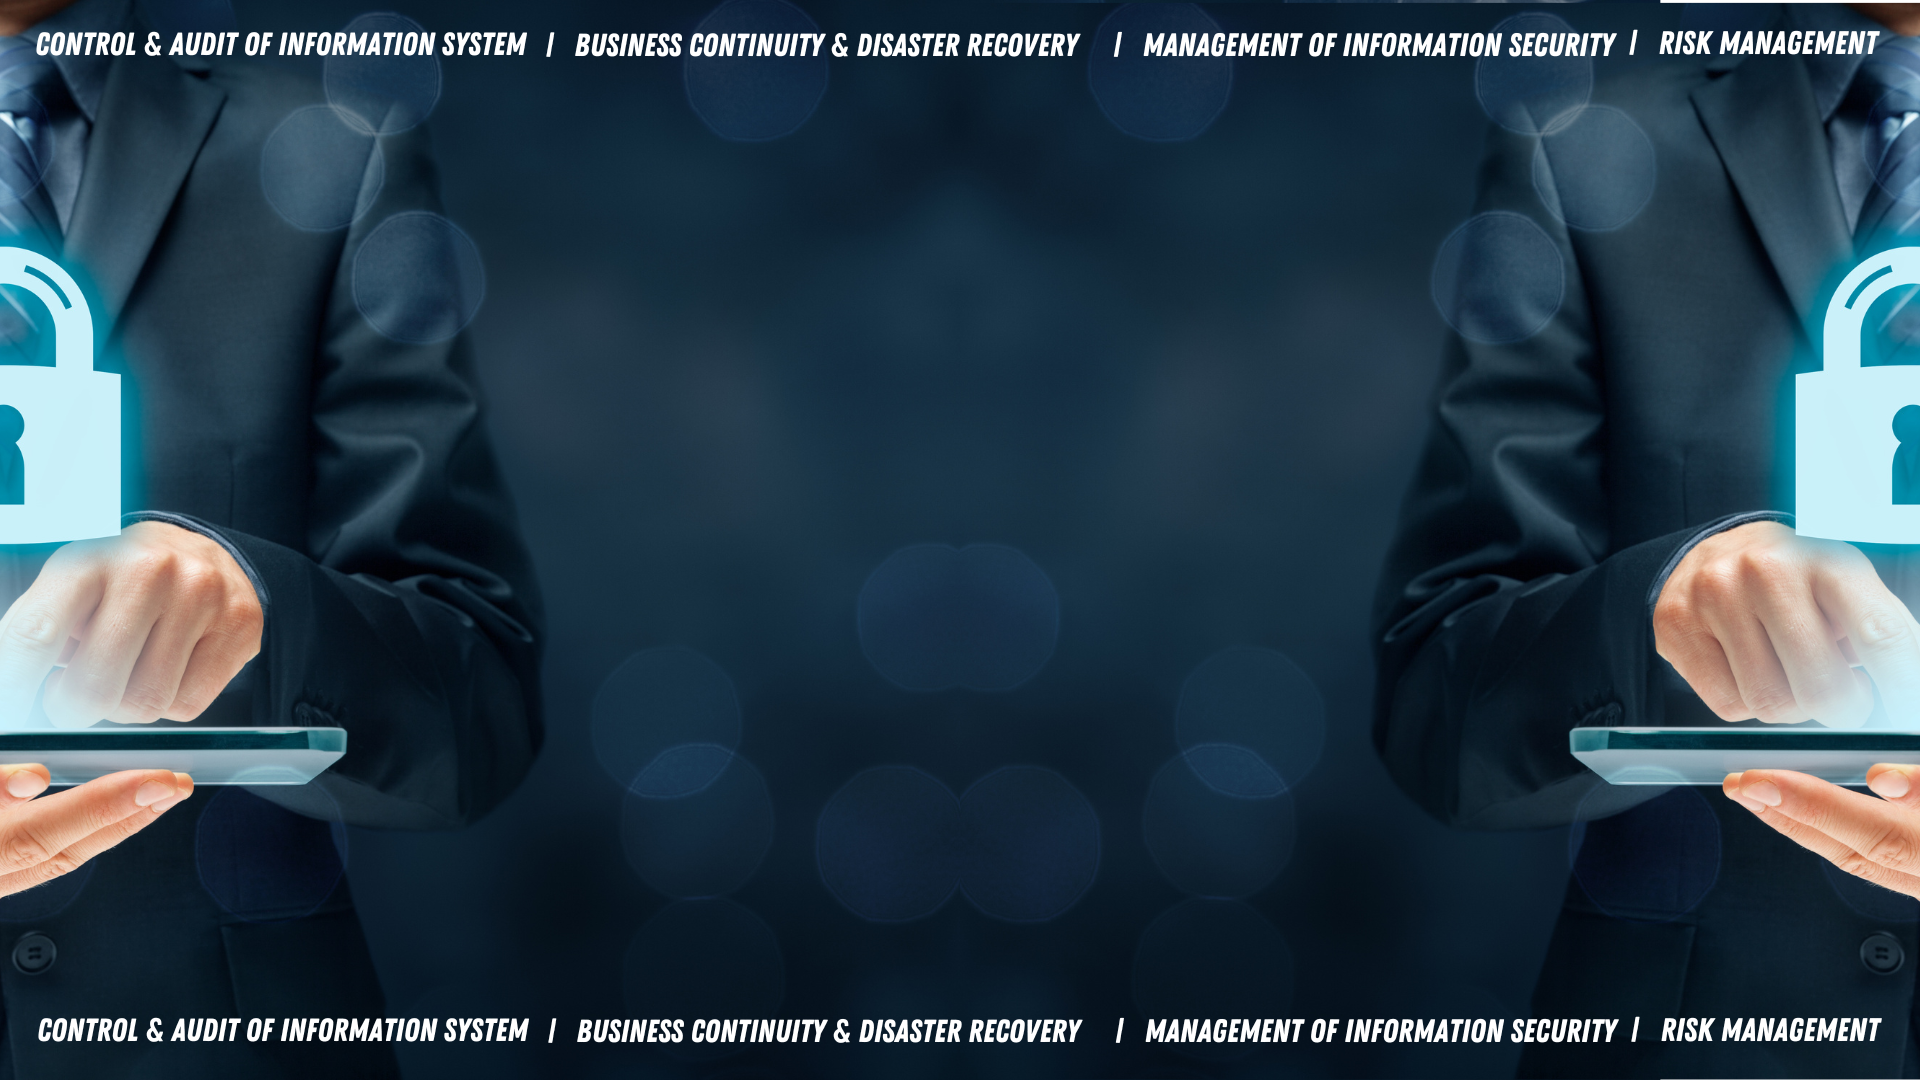 CONTROL & AUDIT OF INFORMATION SYSTEM | BUSINESS CONTINUITY & DISASTER RECOVERY | MANAGEMENT OF INFORMATION SECURITY | RISK MANAGEMENT
CONTROL & AUDIT OF INFORMATION SYSTEM | BUSINESS CONTINUITY & DISASTER RECOVERY | MANAGEMENT OF INFORMATION SECURITY | RISK MANAGEMENT